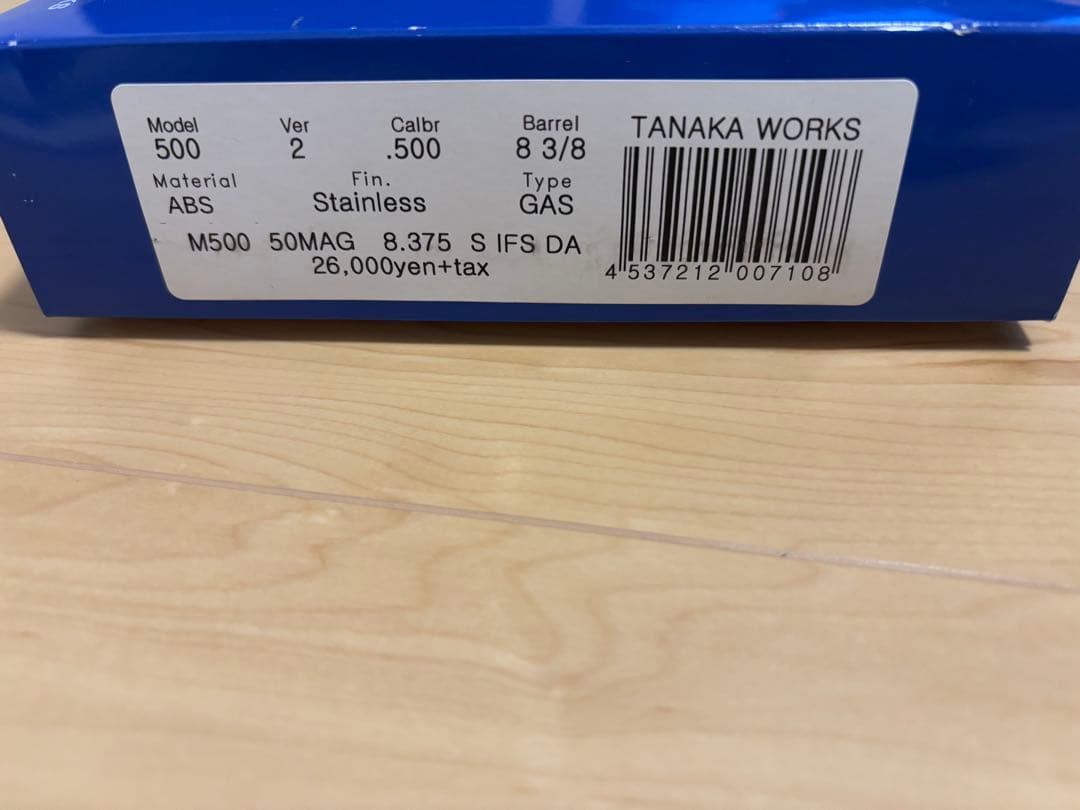 Model Ver Calbr Barrel
500 2 .500 8 3/8
Material Fin. Type
ABS Stainless GAS
M500 50MAG 8.375 S IFS DA
26,000yen+tax
TANAKA WORKS
4 537212 007108